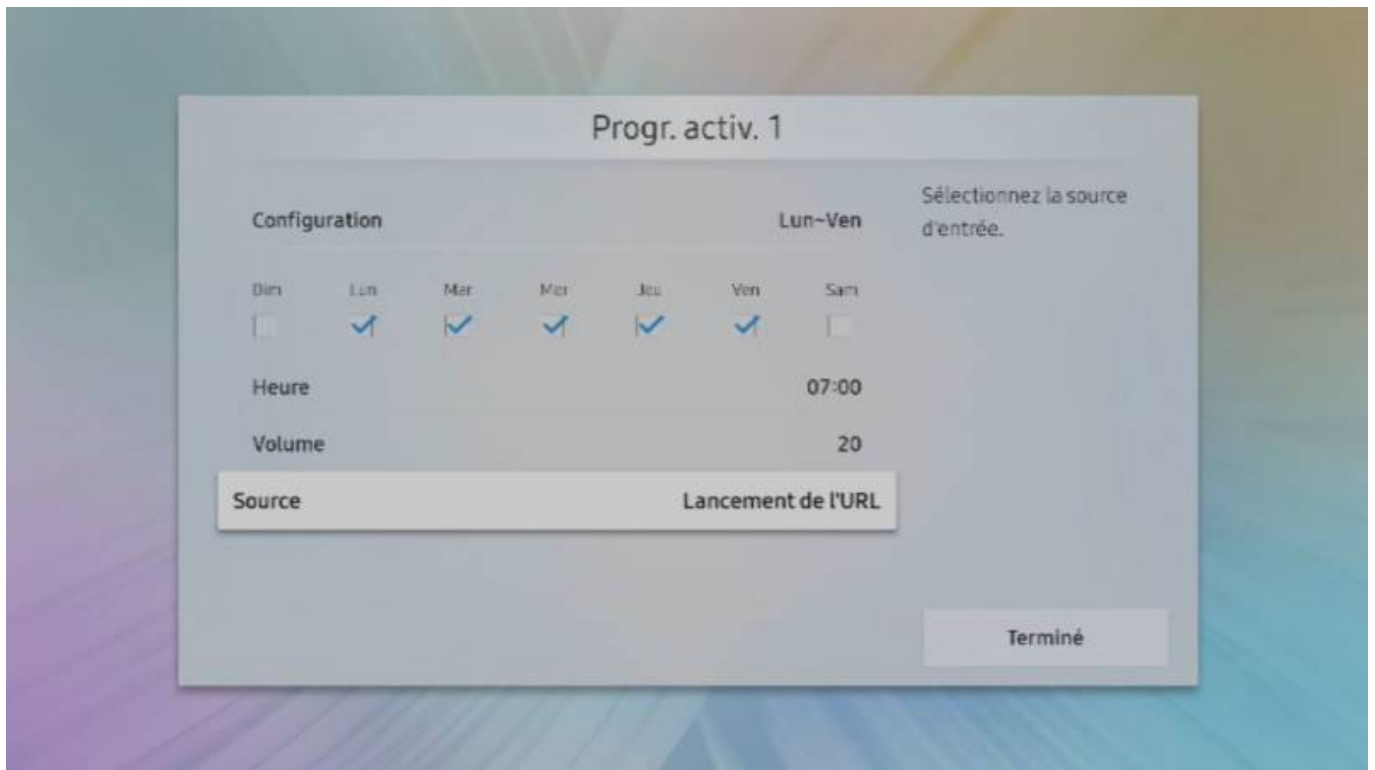 Progr. activ. 1
Configuration Lun~Ven
Sélectionnez la source
d'entrée.
Dim Lun Mar Mer Jeu Ven Sam
Heure 07:00
Volume 20
Source Lancement de l'URL
Terminé